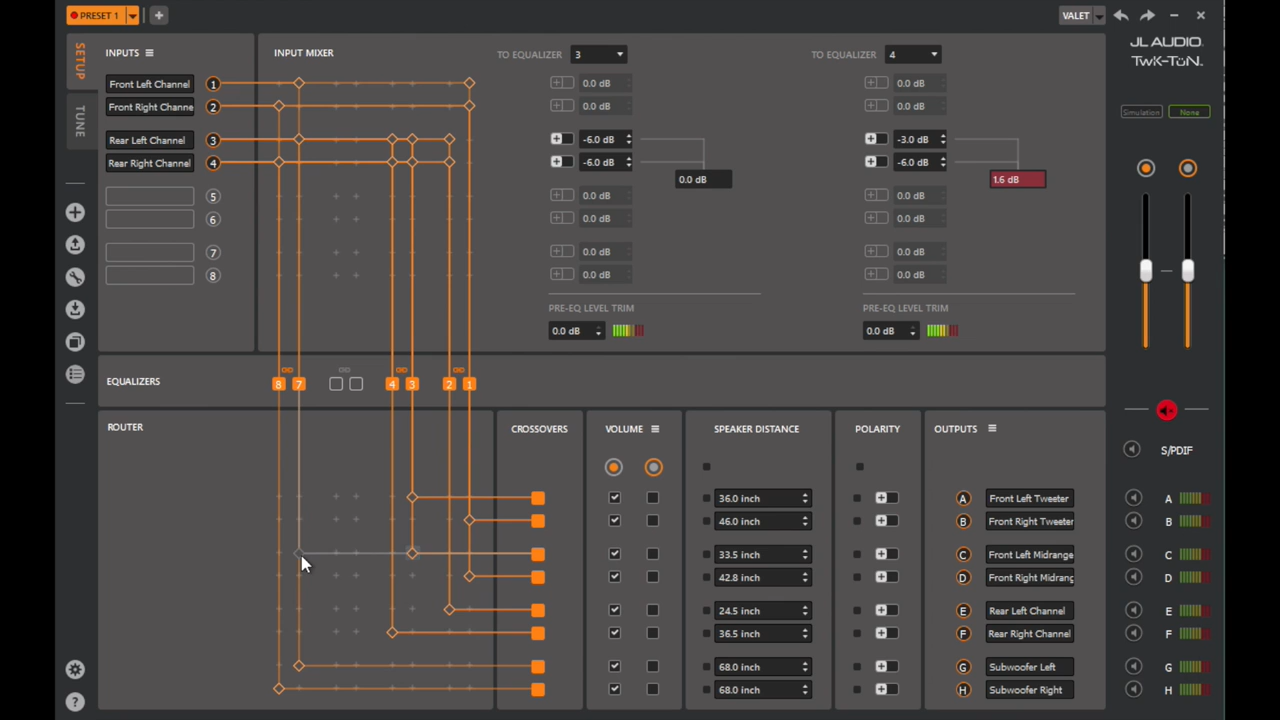 PRESET 1
VALET
SETUP
TUNE
INPUTS
INPUT MIXER
TO EQUALIZER 3
TO EQUALIZER 4
JL AUDIO
TwK-TüN
Simulation None
Front Left Channel 1 0.0 dB 0.0 dB
Front Right Channe 2 0.0 dB 0.0 dB
Rear Left Channel 3 -6.0 dB -3.0 dB
Rear Right Channel 4 -6.0 dB -6.0 dB
0.0 dB 1.6 dB
5 0.0 dB 0.0 dB
6 0.0 dB 0.0 dB
7 0.0 dB 0.0 dB
8 0.0 dB 0.0 dB
PRE-EQ LEVEL TRIM PRE-EQ LEVEL TRIM
0.0 dB 0.0 dB
EQUALIZERS 8 7 4 3 2 1
ROUTER CROSSOVERS VOLUME SPEAKER DISTANCE POLARITY OUTPUTS
S/PDIF
36.0 inch A Front Left Tweeter A
46.0 inch B Front Right Tweeter B
33.5 inch C Front Left Midrange C
42.8 inch D Front Right Midrang D
24.5 inch E Rear Left Channel E
36.5 inch F Rear Right Channel F
68.0 inch G Subwoofer Left G
68.0 inch H Subwoofer Right H
?